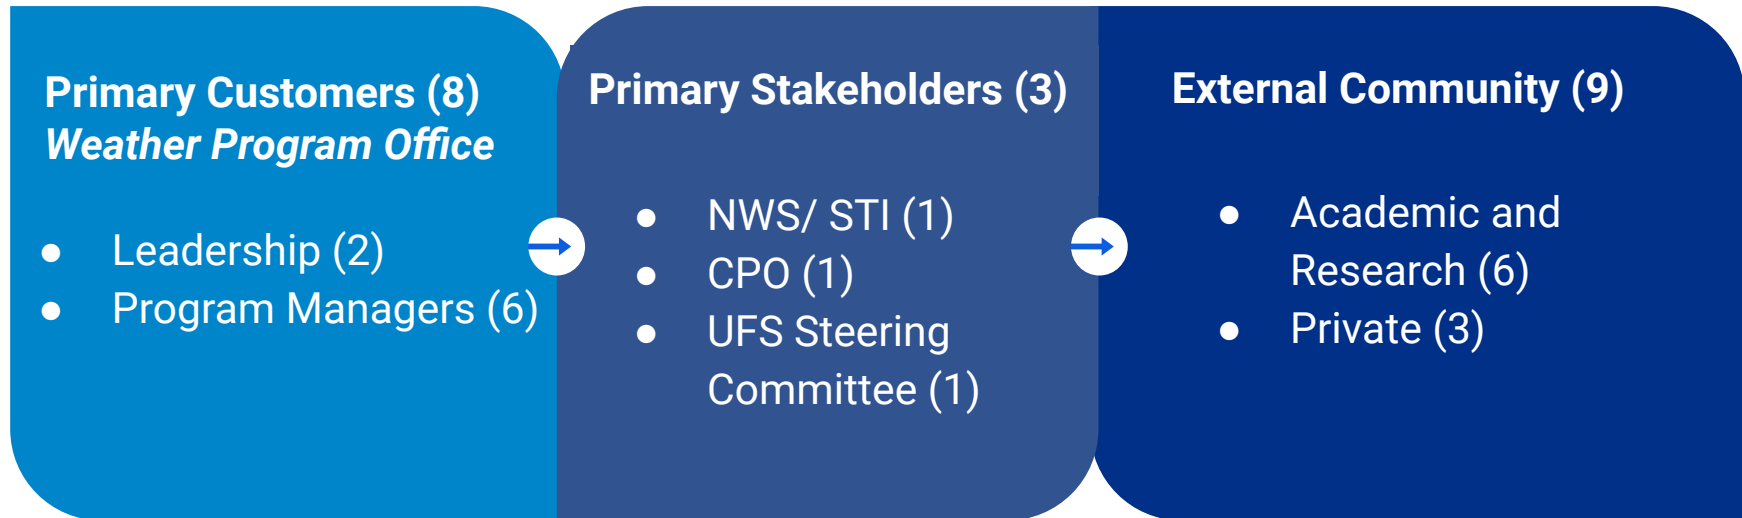 Primary Customers (8)
Weather Program Office
● Leadership (2)
● Program Managers (6)
Primary Stakeholders (3)
● NWS/ STI (1)
● CPO (1)
● UFS Steering
Committee (1)
External Community (9)
● Academic and
Research (6)
● Private (3)